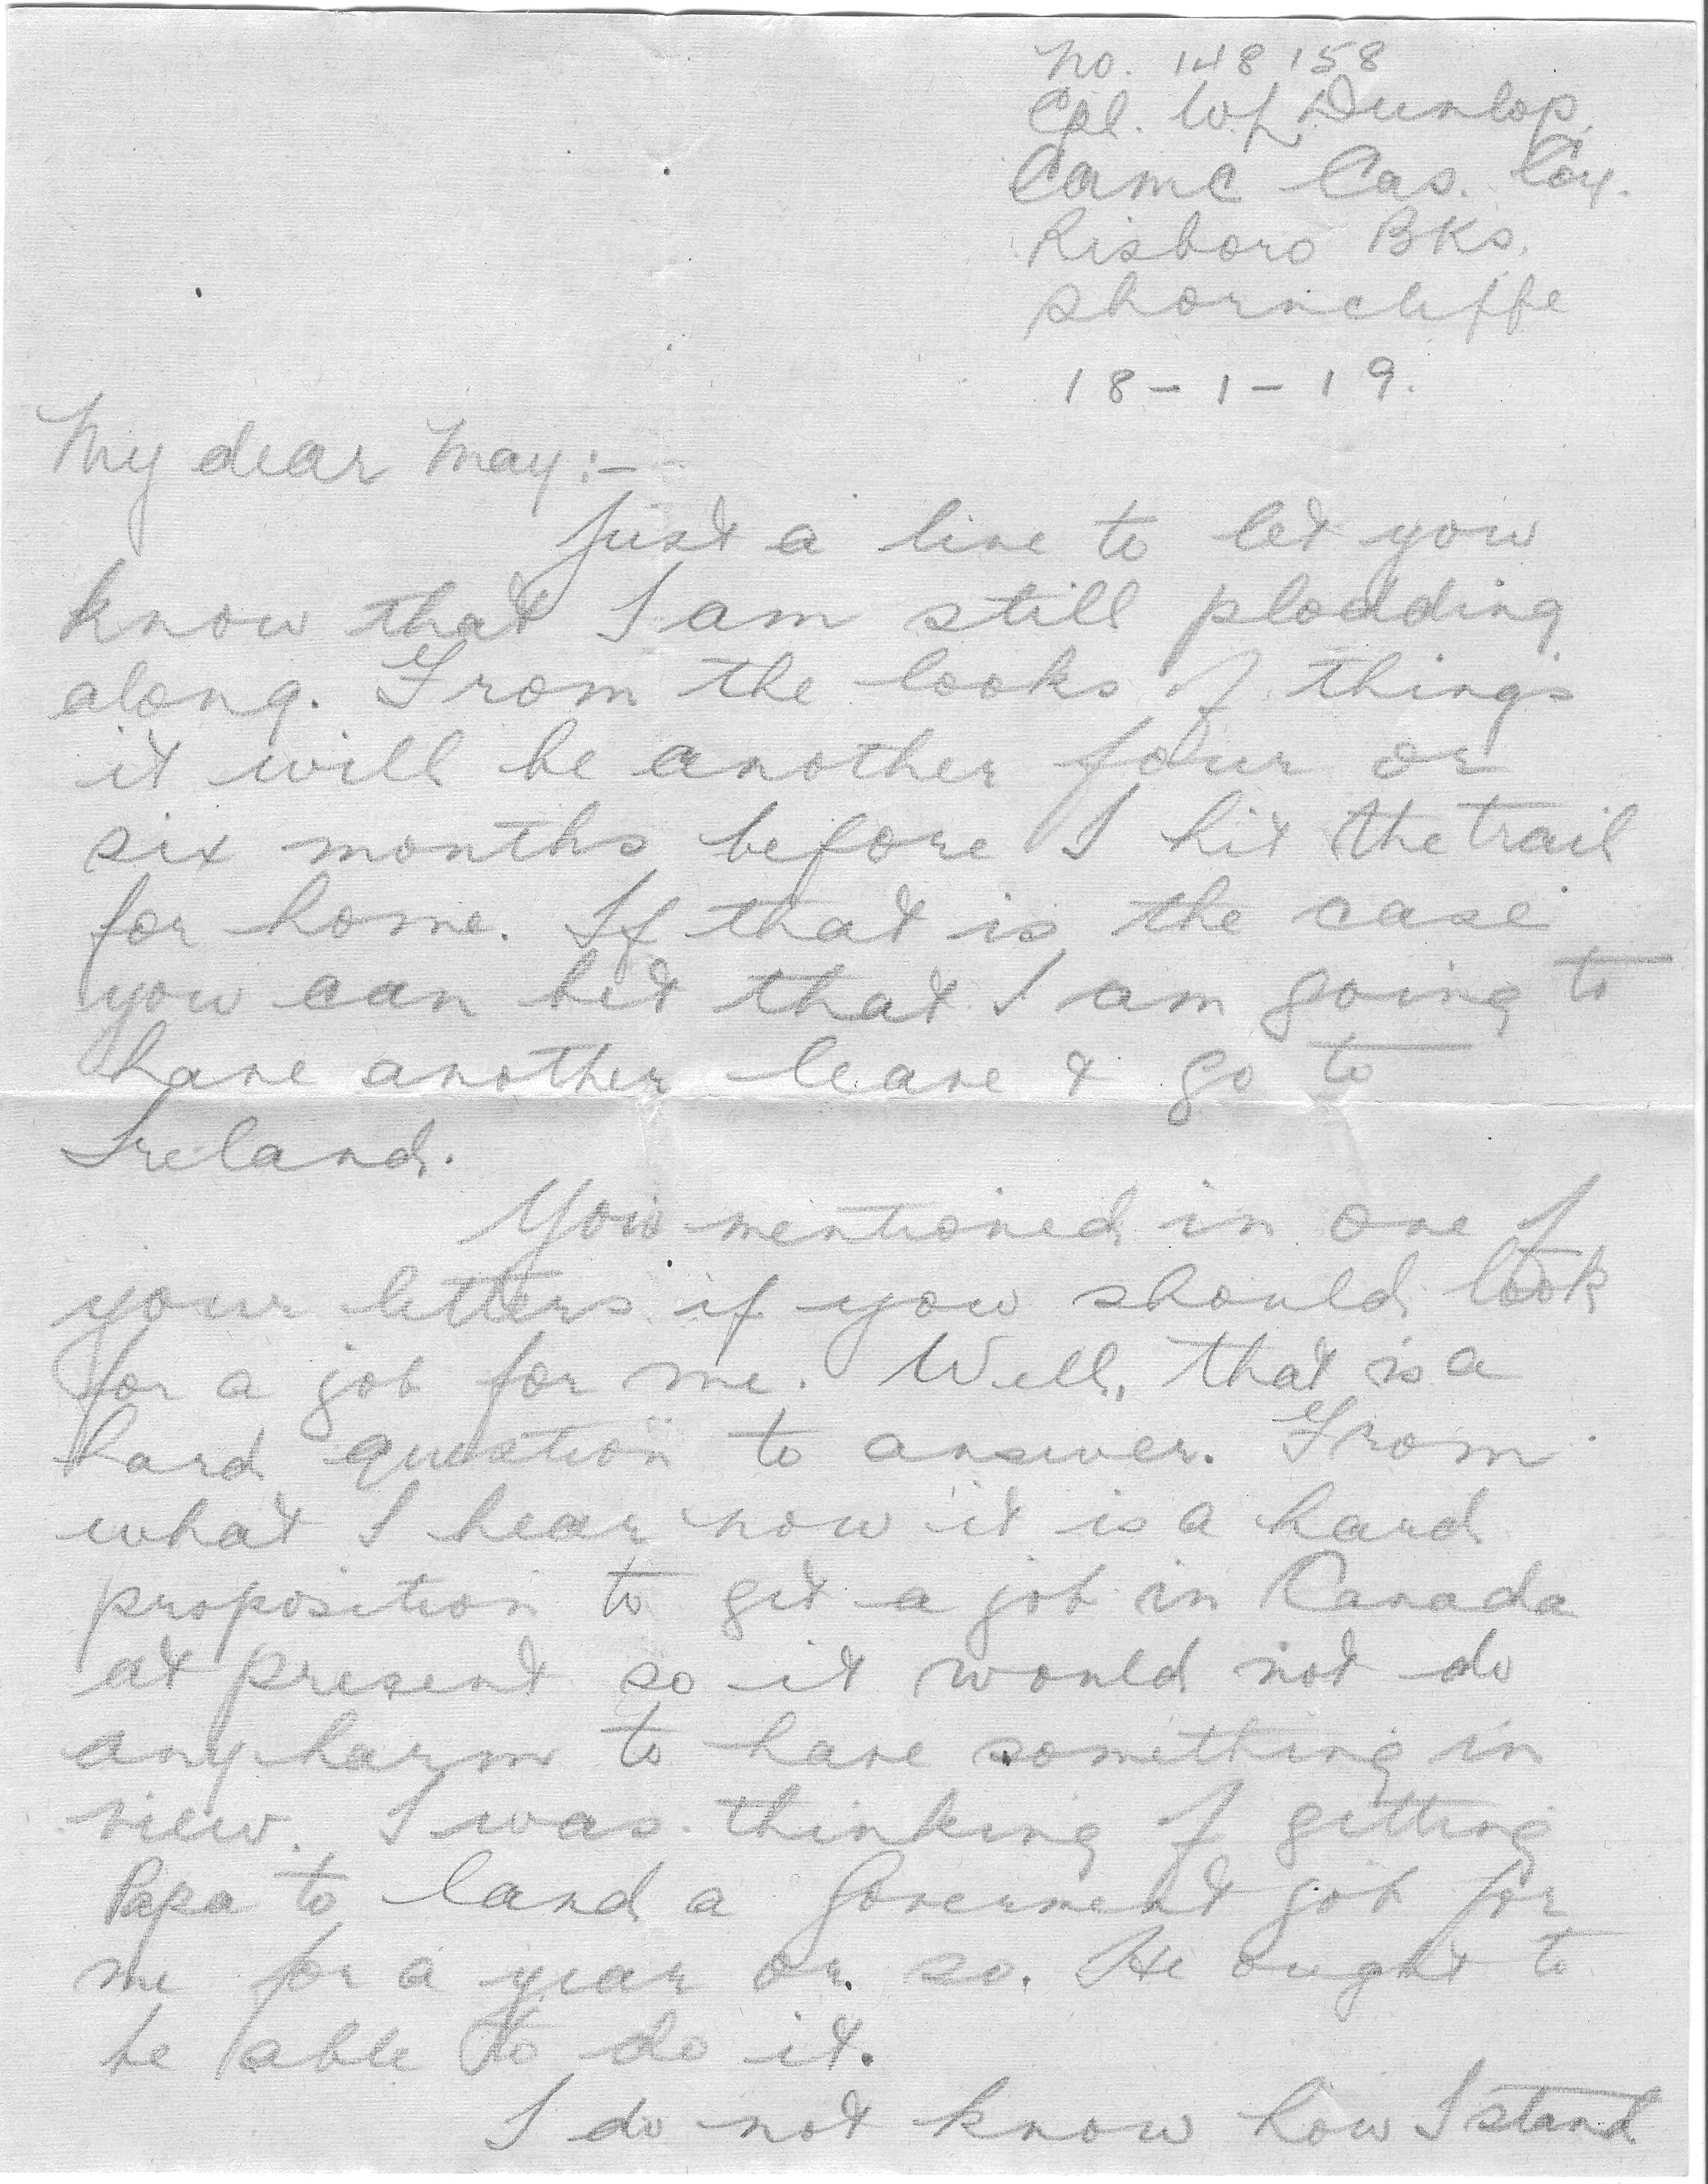 No. 148158
Cpl. W.L. Dunlop.
Camc Cas. Coy.
Risboro Bks.
Shorncliffe
18-1-19.
My dear May:-
Just a line to let you
know that I am still plodding
along. From the looks of things
it will be another four or
six months before I hit the trail
for home. If that is the case
you can bet that I am going to
have another leave & go to
Ireland.
You mentioned in one of
your letters if you should look
for a job for me. Well, that is a
hard question to answer. From
what I hear now it is a hard
proposition to get a job in Canada
at present so it would not do
any harm to have something in
view. I was thinking of getting
Papa to land a Goverment job for
me for a year or so. He ought to
be able to do it.
I do not know how I stand